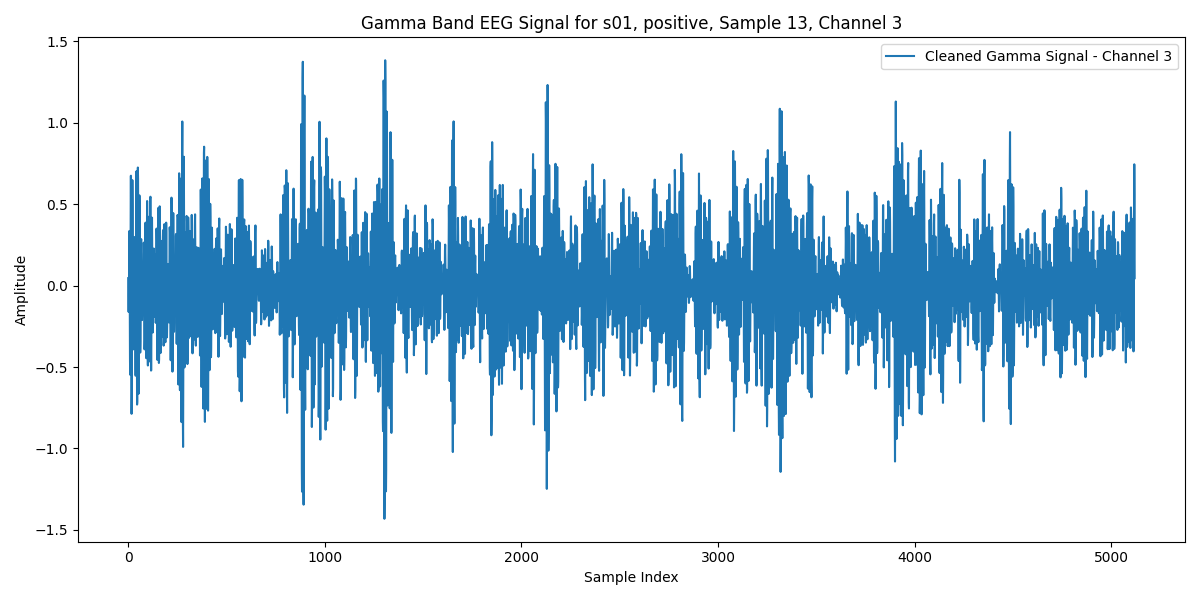 Gamma Band EEG Signal for s01, positive, Sample 13, Channel 3
Cleaned Gamma Signal - Channel 3
1.5
1.0
0.5
0.0
−0.5
−1.0
−1.5
Amplitude
0 1000 2000 3000 4000 5000
Sample Index